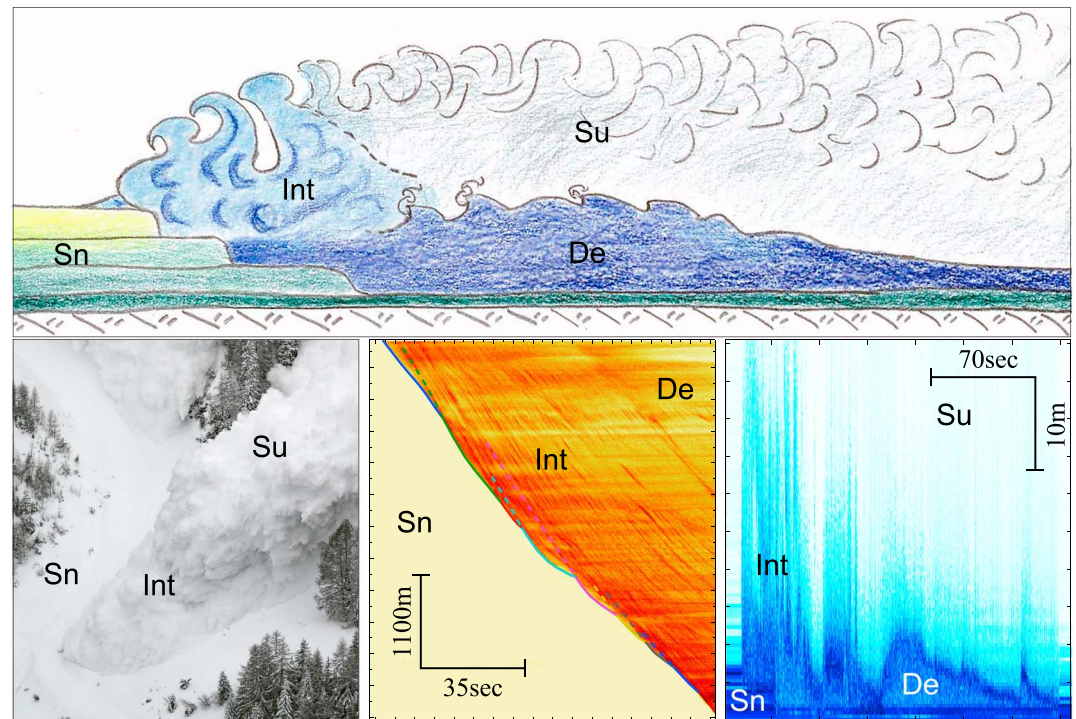 Su
Int
Sn
De
Su
Sn
Int
De
Int
Sn
1100m
35sec
70sec
Su
10m
Int
De
Sn